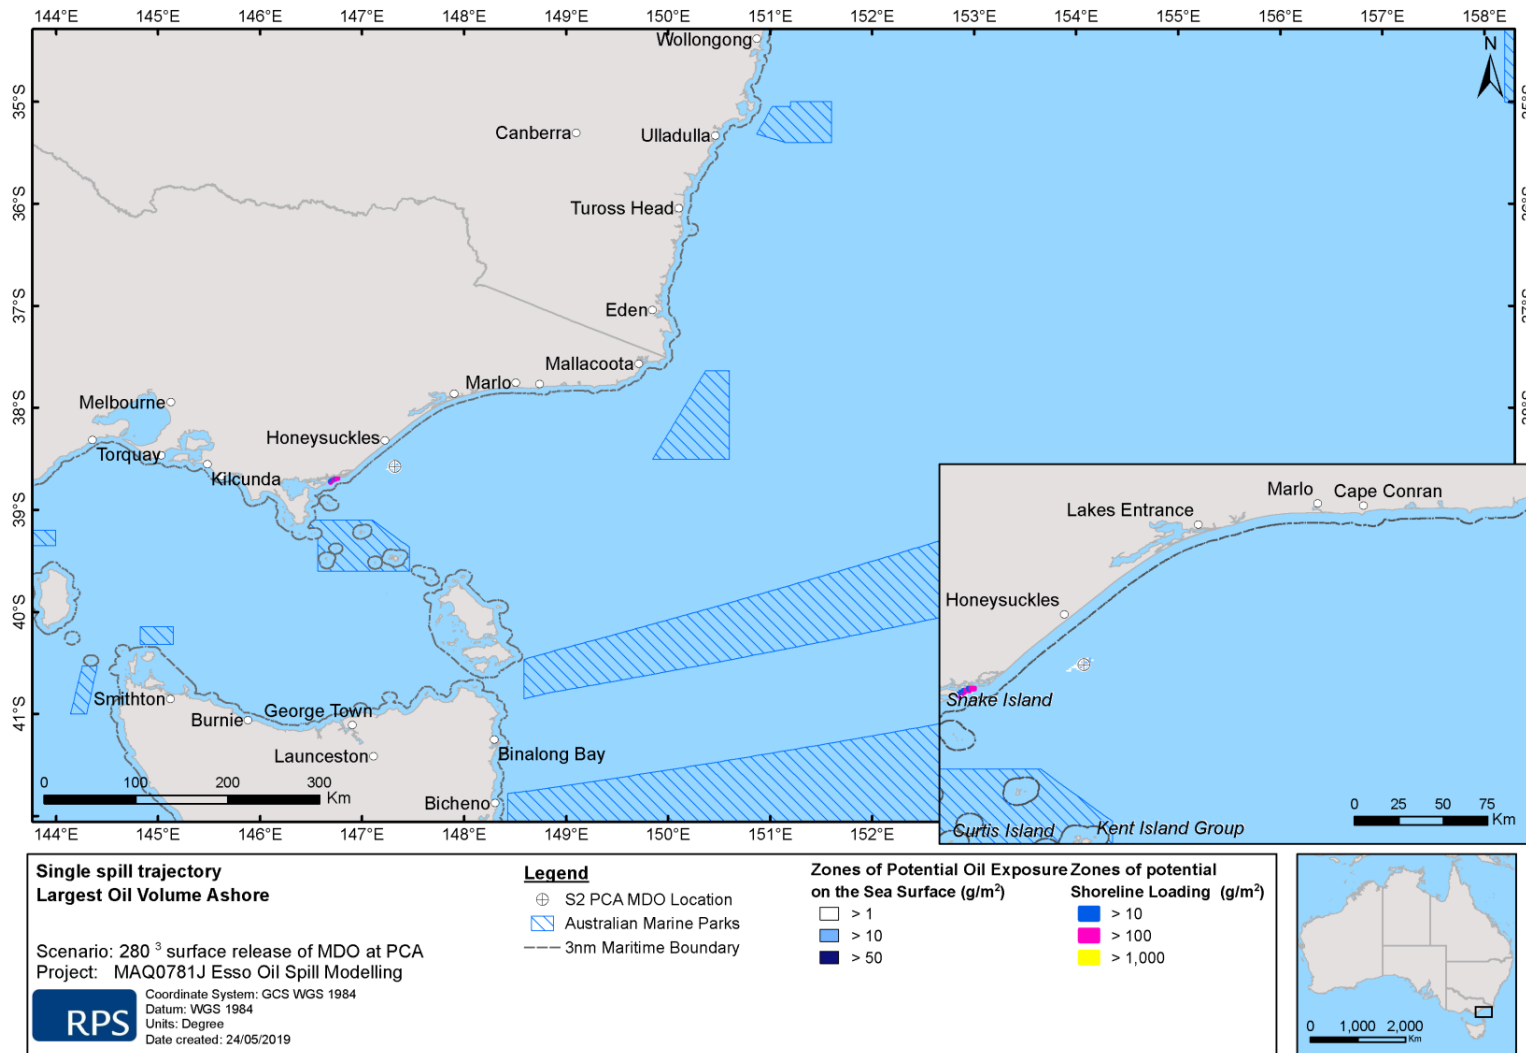 144°E 145°E 146°E 147°E 148°E 149°E 150°E 151°E 152°E 153°E 154°E 155°E 156°E 157°E 158°E
N
Wollongong
35°S
Canberra
Ulladulla
36°S
Tuross Head
37°S
Eden
Mallacoota
Marlo
38°S
Melbourne
Honeysuckles
Torquay
Kilcunda
39°S
40°S
41°S
Smithton
Burnie
George Town
Launceston
Binalong Bay
Bicheno
0 100 200 300
Km
144°E 145°E 146°E 147°E 148°E 149°E 150°E 151°E 152°E
Marlo
Cape Conran
Lakes Entrance
Honeysuckles
Snake Island
Curtis Island
Kent Island Group
0 25 50 75
Km
Single spill trajectory
Largest Oil Volume Ashore
Scenario: 280 ³ surface release of MDO at PCA
Project: MAQ0781J Esso Oil Spill Modelling
RPS
Coordinate System: GCS WGS 1984
Datum: WGS 1984
Units: Degree
Date created: 24/05/2019
Legend
S2 PCA MDO Location
Australian Marine Parks
3nm Maritime Boundary
Zones of Potential Oil Exposure
on the Sea Surface (g/m²)
> 1
> 10
> 50
Zones of potential
Shoreline Loading (g/m²)
> 10
> 100
> 1,000
0 1,000 2,000
Km